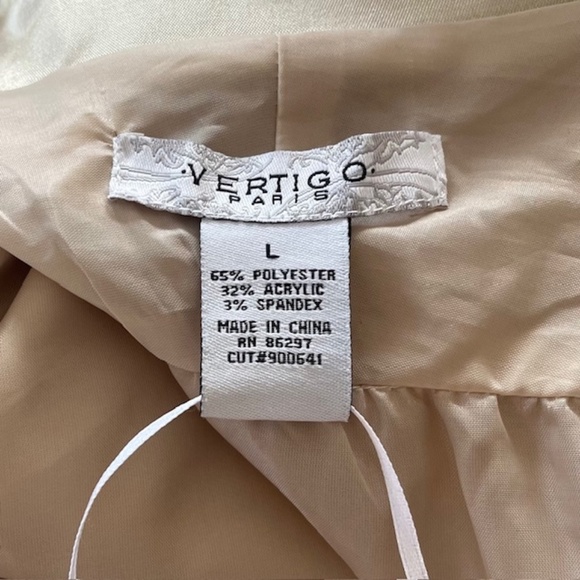 ·VERTIGO·
PARIS
L
65% POLYESTER
32% ACRYLIC
3% SPANDEX
MADE IN CHINA
RN 86297
CUT#900641